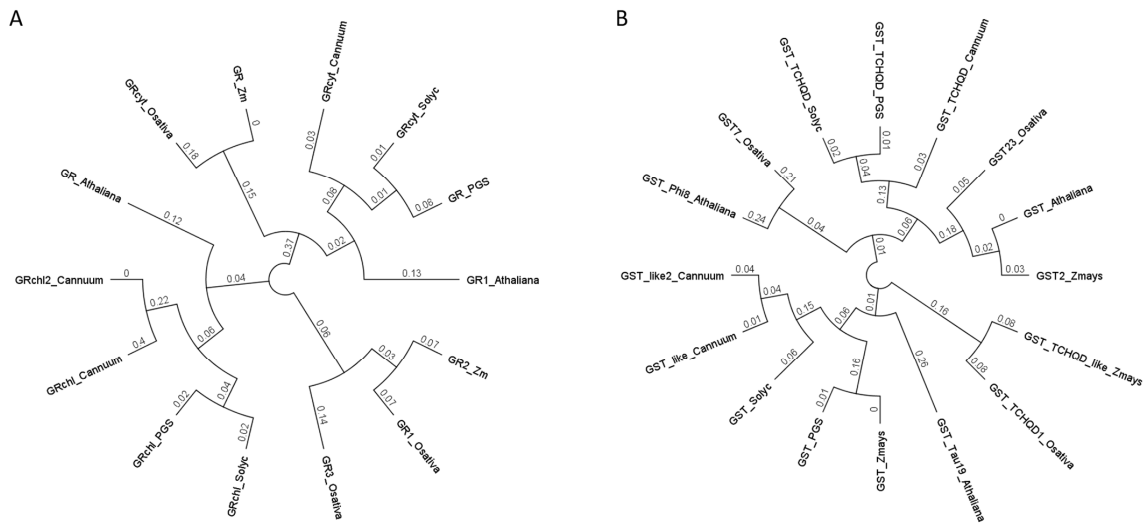 A
GR_Zm
0
GRcyt_Osativa
0.18
0.15
GRcyt_Cannuum
0.03
GRcyt_Solyc
0.01
0.01
0.08
GR_PGS
0.06
0.02
GR1_Athaliana
0.13
0.37
GR_Athaliana
0.12
0.04
GRchl2_Cannuum
0
0.22
GRchl_Cannuum
0.4
0.06
0.04
GRchl_PGS
0.02
GRchl_Solyc
0.02
0.06
0.03
GR2_Zm
0.07
GR1_Osativa
0.07
GR3_Osativa
0.14
B
GST_TCHQD_Solyc
0.02
GST_TCHQD_PGS
0.01
0.04
GST_TCHQD_Cannuum
0.03
0.13
GST23_Osativa
0.05
GST_Athaliana
0
0.02
GST2_Zmays
0.03
0.18
0.06
GST7_Osativa
0.21
GST_Phi8_Athaliana
0.24
0.04
0.01
GST_like2_Cannuum
0.04
0.04
GST_like_Cannuum
0.01
0.15
GST_Solyc
0.06
0.06
0.01
0.16
GST_PGS
0.01
GST_Zmays
0
GST_Tau19_Athaliana
0.26
0.16
GST_TCHQD_like_Zmays
0.08
GST_TCHQD1_Osativa
0.08